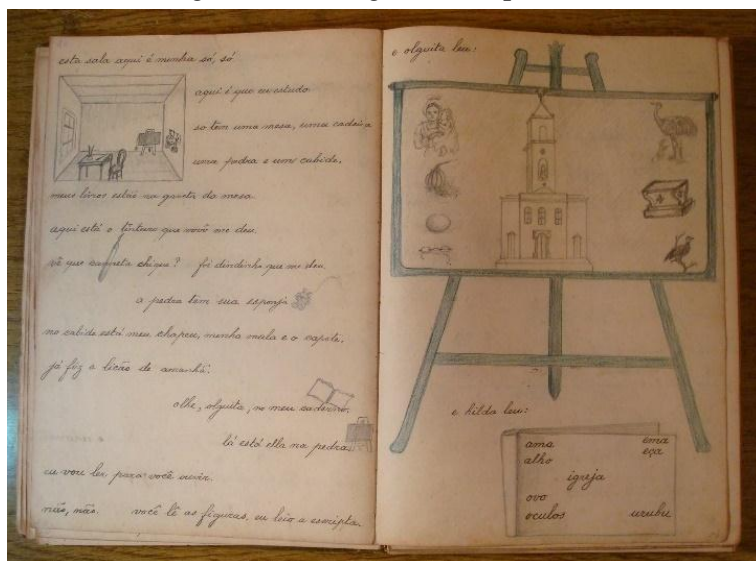 esta sala aqui é minha só, só.
aqui é que eu estudo
so tem uma mesa, uma cadeira
uma pedra e um cabide.
meus livros estão na gaveta da mesa.
aqui está o tinteiro que vovô me deu.
vê que caneta chique? foi dindinha que me deu.
a pedra tem sua esponja
no cabide está meu chapeu, minha mala e o capote.
já fiz a lição de amanhã.
olhe, olguita, no meu caderno.
lá está ella na pedra.
eu vou ler para você ouvir.
não, não. você lê as figuras, eu leio a escripta.
e olguita leu:
e hilda leu:
ama ema
alho eça
igreja
ovo
oculos urubu